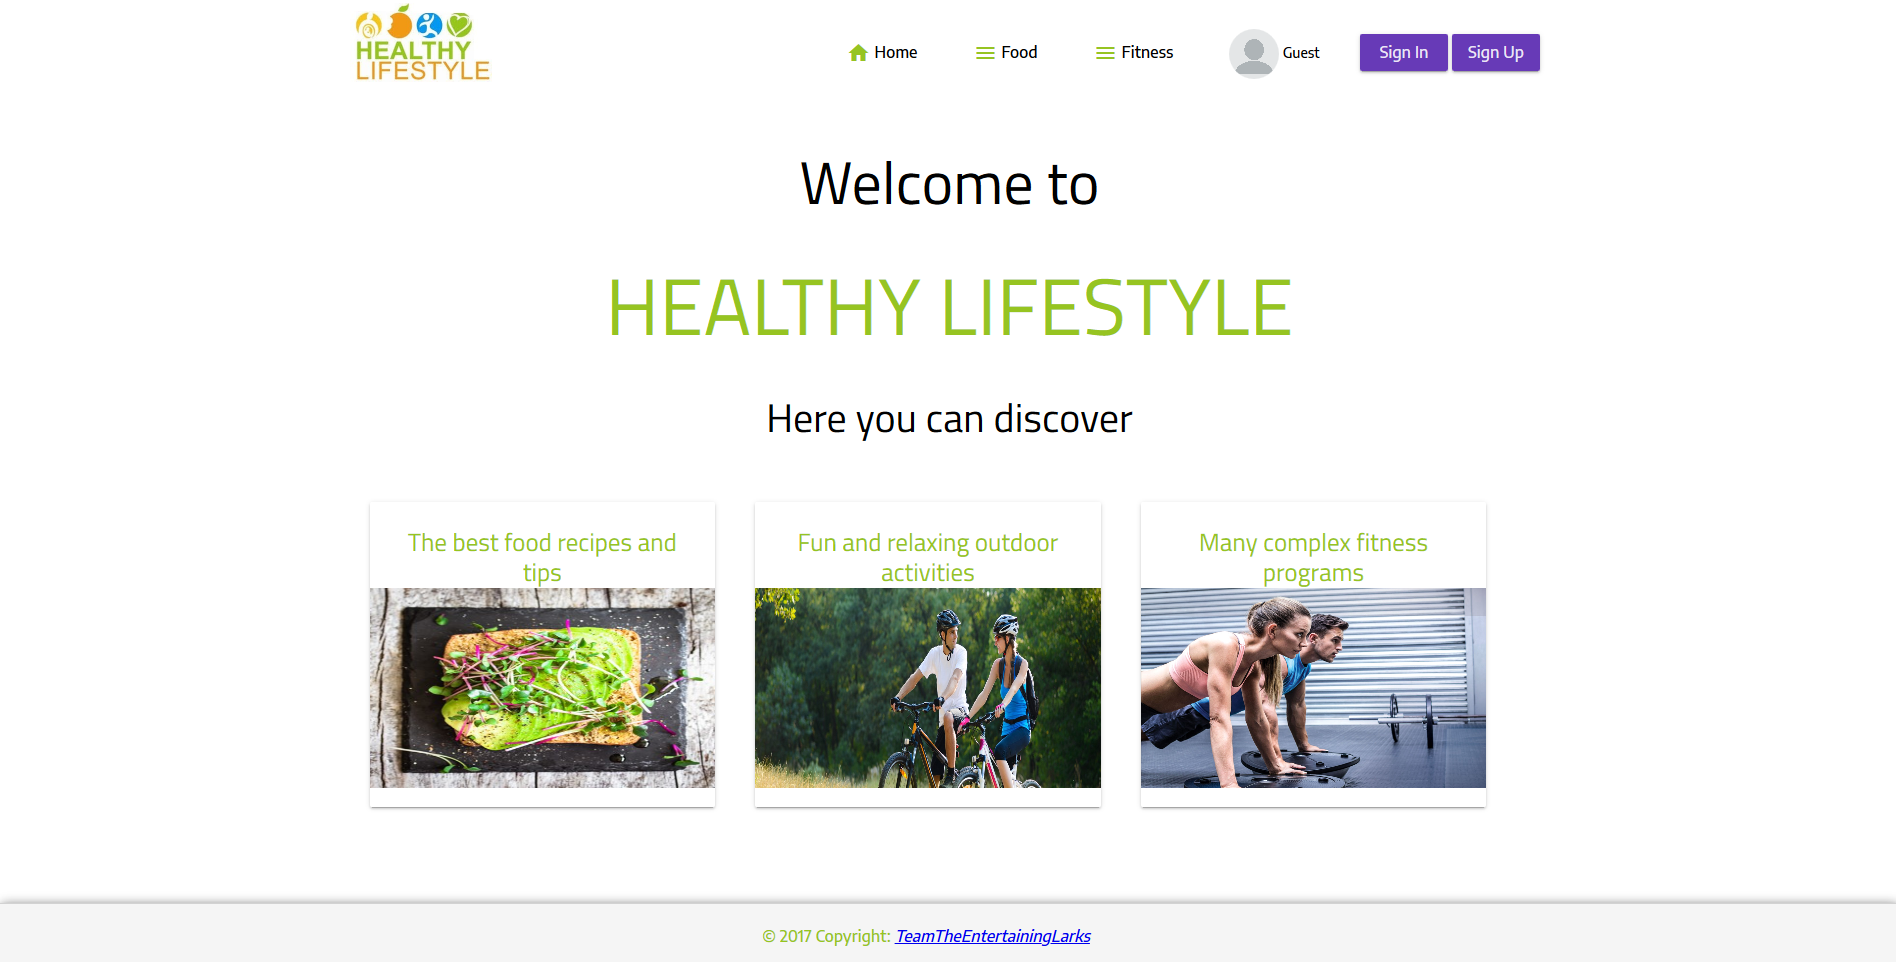 HEALTHY
LIFESTYLE
Home
Food
Fitness
Guest
Sign In
Sign Up
Welcome to
HEALTHY LIFESTYLE
Here you can discover
The best food recipes and
tips
Fun and relaxing outdoor
activities
Many complex fitness
programs
© 2017 Copyright: TeamTheEntertainingLarks